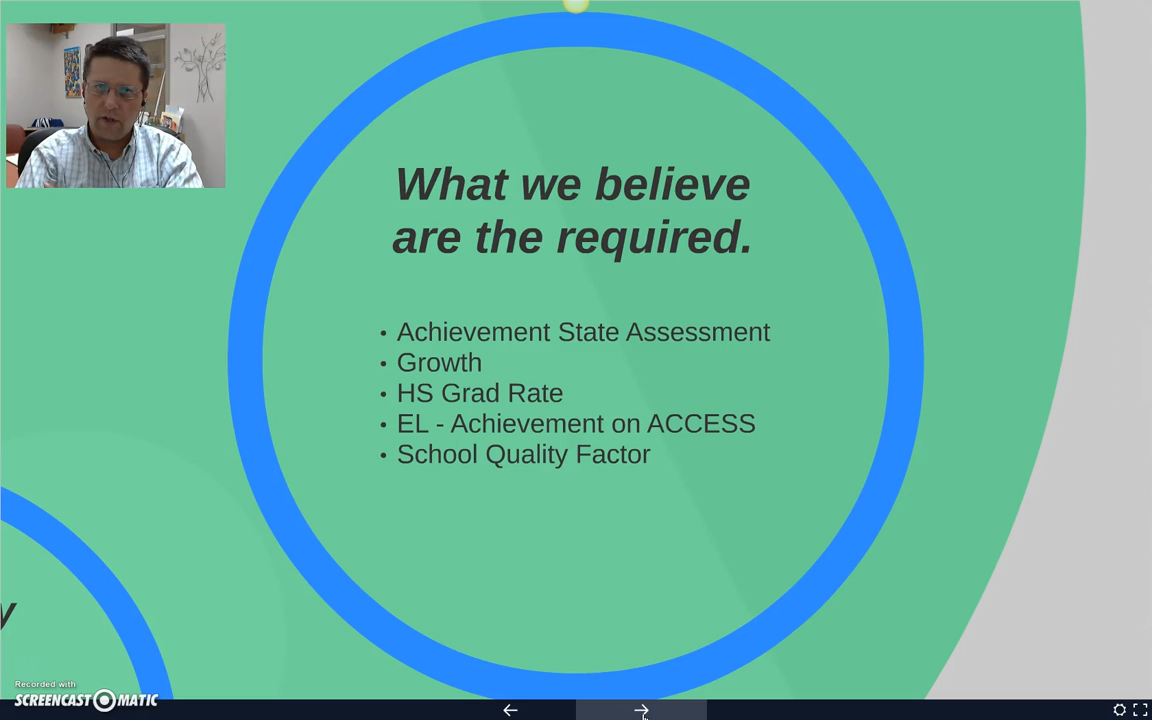 What we believe
are the required.
• Achievement State Assessment
• Growth
• HS Grad Rate
• EL - Achievement on ACCESS
• School Quality Factor
y
Recorded with
SCREENCAST MATIC